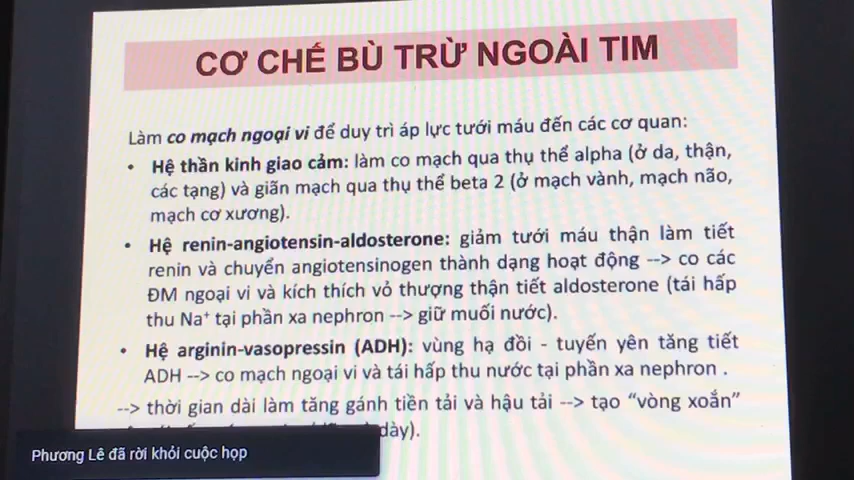 CƠ CHẾ BÙ TRỪ NGOÀI TIM
Làm co mạch ngoại vi để duy trì áp lực tưới máu đến các cơ quan:
• Hệ thần kinh giao cảm: làm co mạch qua thụ thể alpha (ở da, thận,
các tạng) và giãn mạch qua thụ thể beta 2 (ở mạch vành, mạch não,
mạch cơ xương).
• Hệ renin-angiotensin-aldosterone: giảm tưới máu thận làm tiết
renin và chuyển angiotensinogen thành dạng hoạt động --> co các
ĐM ngoại vi và kích thích vỏ thượng thận tiết aldosterone (tái hấp
thu Na⁺ tại phần xa nephron --> giữ muối nước).
• Hệ arginin-vasopressin (ADH): vùng hạ đồi - tuyến yên tăng tiết
ADH --> co mạch ngoại vi và tái hấp thu nước tại phần xa nephron .
--> thời gian dài làm tăng gánh tiền tải và hậu tải --> tạo “vòng xoắn”
dày).
Phương Lê đã rời khỏi cuộc họp